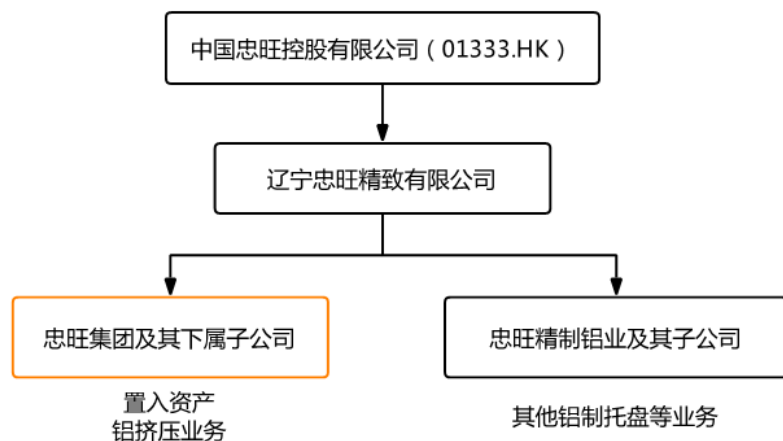 中国忠旺控股有限公司（01333.HK）
辽宁忠旺精致有限公司
忠旺集团及其下属子公司
忠旺精制铝业及其子公司
置入资产
铝挤压业务
其他铝制托盘等业务